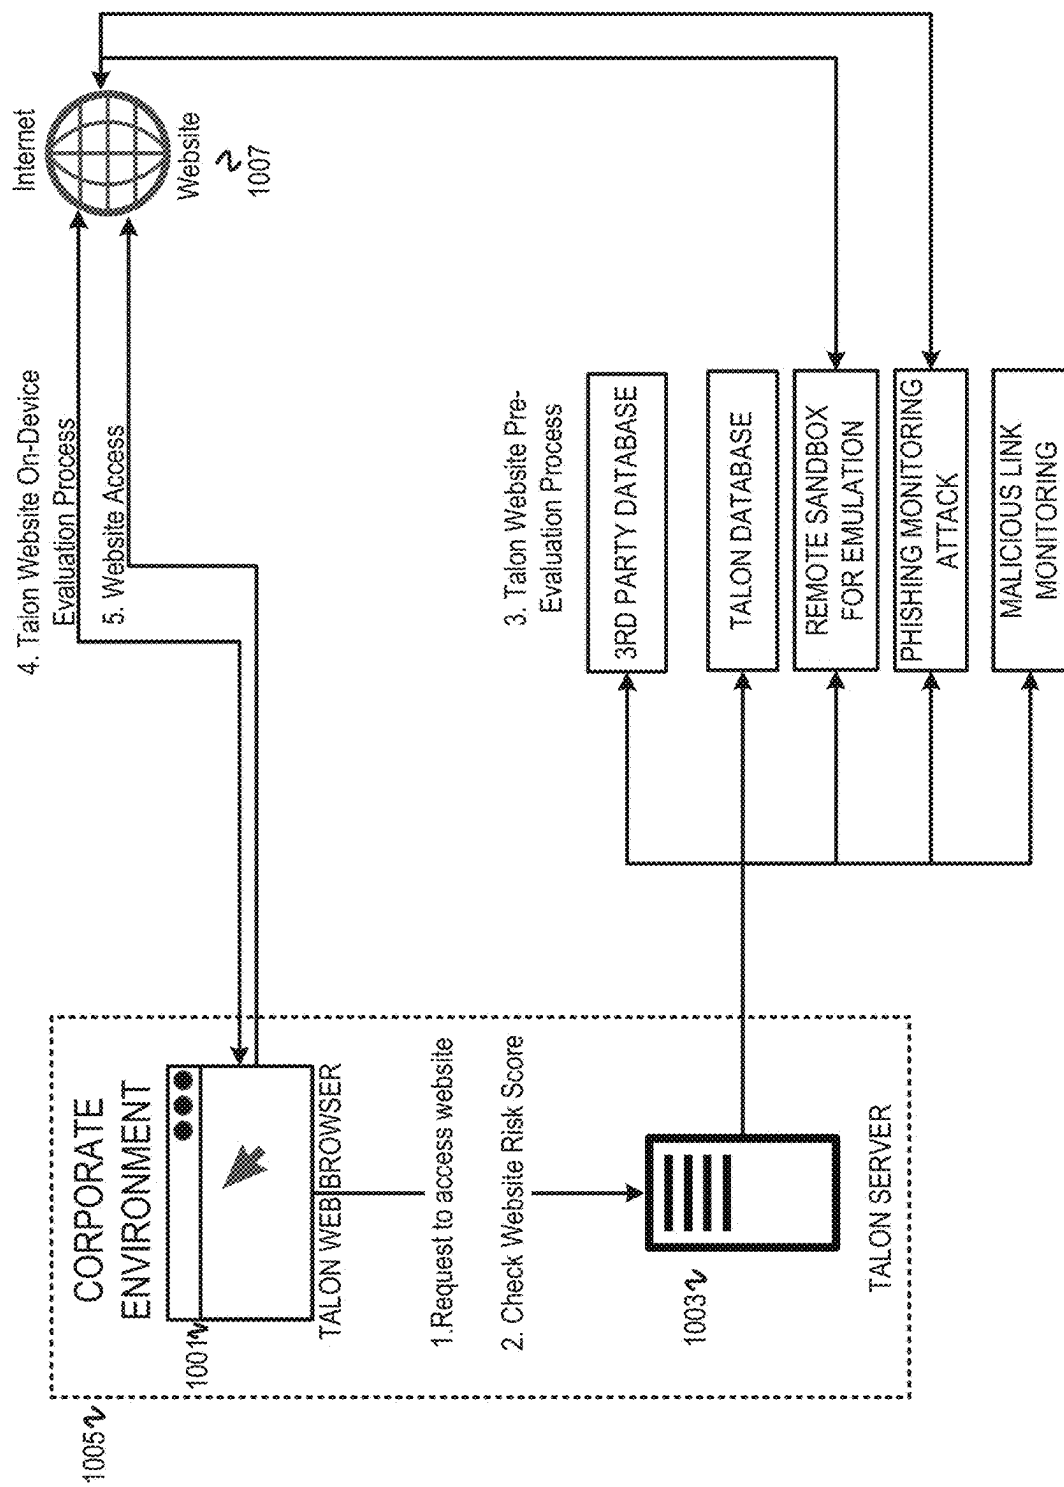 1005
CORPORATE
ENVIRONMENT
1001
TALON WEB BROWSER
1.Request to access website
2. Check Website Risk Score
1003
TALON SERVER
4. Talon Website On-Device
Evaluation Process
5. Website Access
Internet
Website
1007
3. Talon Website Pre-
Evaluation Process
3RD PARTY DATABASE
TALON DATABASE
REMOTE SANDBOX
FOR EMULATION
PHISHING MONITORING
ATTACK
MALICIOUS LINK
MONITORING